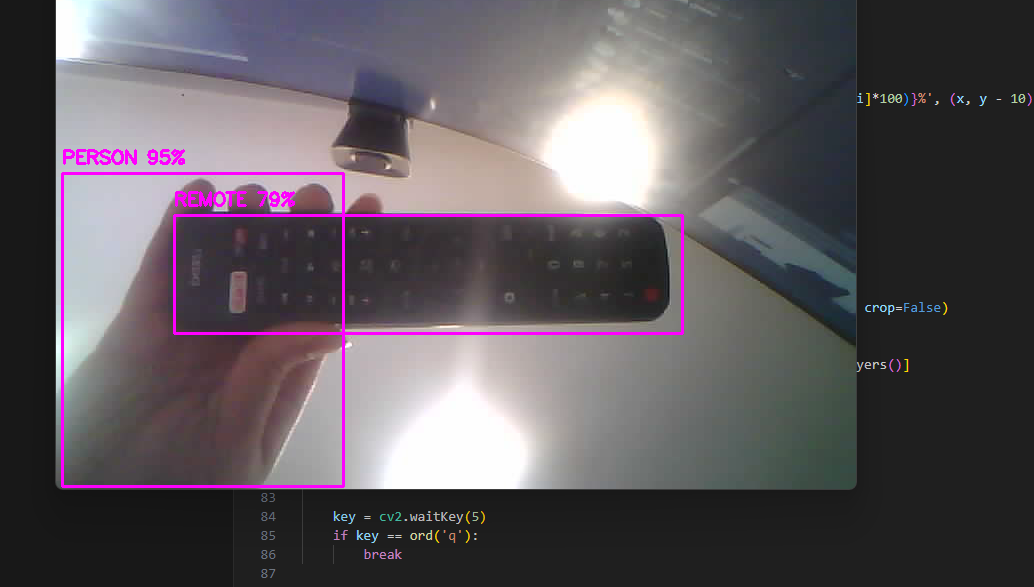 i]*100)}%', (x, y - 10)
PERSON 95%
REMOTE 79%
crop=False)
yers()]
83
84 key = cv2.waitKey(5)
85 if key == ord('q'):
86 break
87